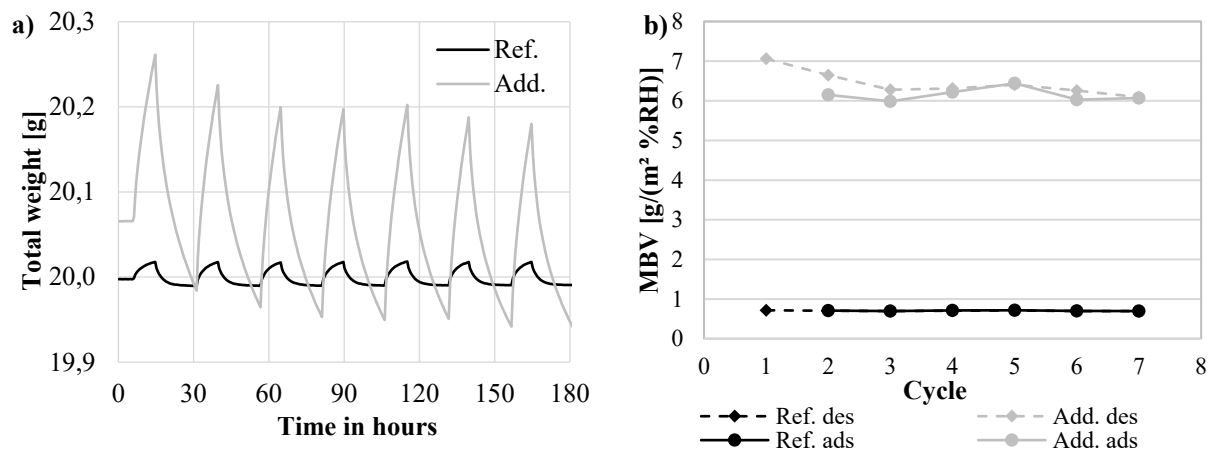 a)
20,3
20,2
20,1
20,0
19,9
Total weight [g]
0 30 60 90 120 150 180
Time in hours
Ref.
Add.
b)
8
7
6
5
4
3
2
1
0
MBV [g/(m² %RH)]
0 1 2 3 4 5 6 7 8
Cycle
Ref. des Add. des
Ref. ads Add. ads